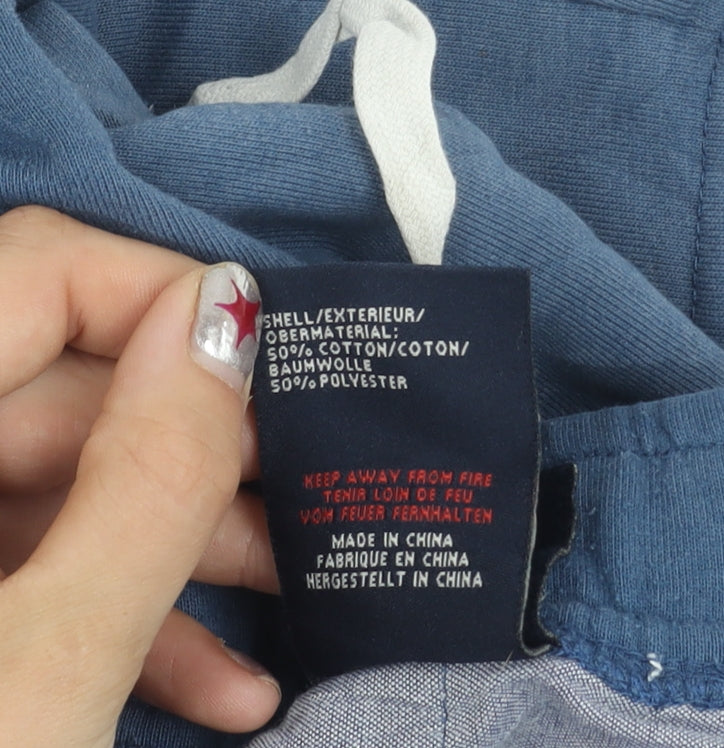 SHELL/EXTERIEUR/
OBERMATERIAL:
50% COTTON/COTON/
BAUMWOLLE
50% POLYESTER
KEEP AWAY FROM FIRE
TENIR LOIN DE FEU
VOM FEUER FERNHALTEN
MADE IN CHINA
FABRIQUE EN CHINA
HERGESTELLT IN CHINA